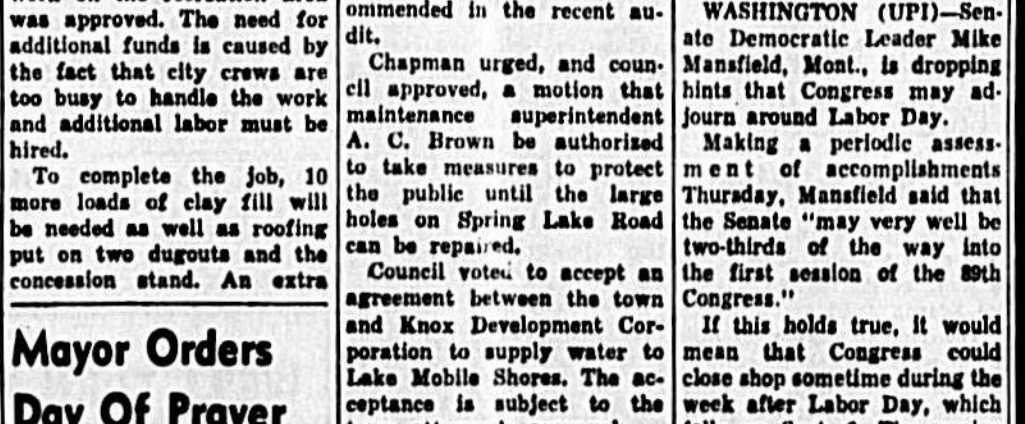 was approved. The need for
additional funds is caused by
the fact that city crews are
too busy to handle the work
and additional labor must be
hired.
To complete the job, 10
more loads of clay fill will
be needed as well as roofing
put on two dugouts and the
concession stand. An extra
Mayor Orders
Day Of Prayer
ommended in the recent au-
dit.
Chapman urged, and coun-
cil approved, a motion that
maintenance superintendent
A. C. Brown be authorized
to take measures to protect
the public until the large
holes on Spring Lake Road
can be repaired.
Council voted to accept an
agreement between the town
and Knox Development Cor-
poration to supply water to
Lake Mobile Shores. The ac-
ceptance is subject to the
WASHINGTON (UPI)—Sen-
ate Democratic Leader Mike
Mansfield, Mont., is dropping
hints that Congress may ad-
journ around Labor Day.
Making a periodic assess-
ment of accomplishments
Thursday, Mansfield said that
the Senate "may very well be
two-thirds of the way into
the first session of the 89th
Congress."
If this holds true, it would
mean that Congress could
close shop sometime during the
week after Labor Day, which